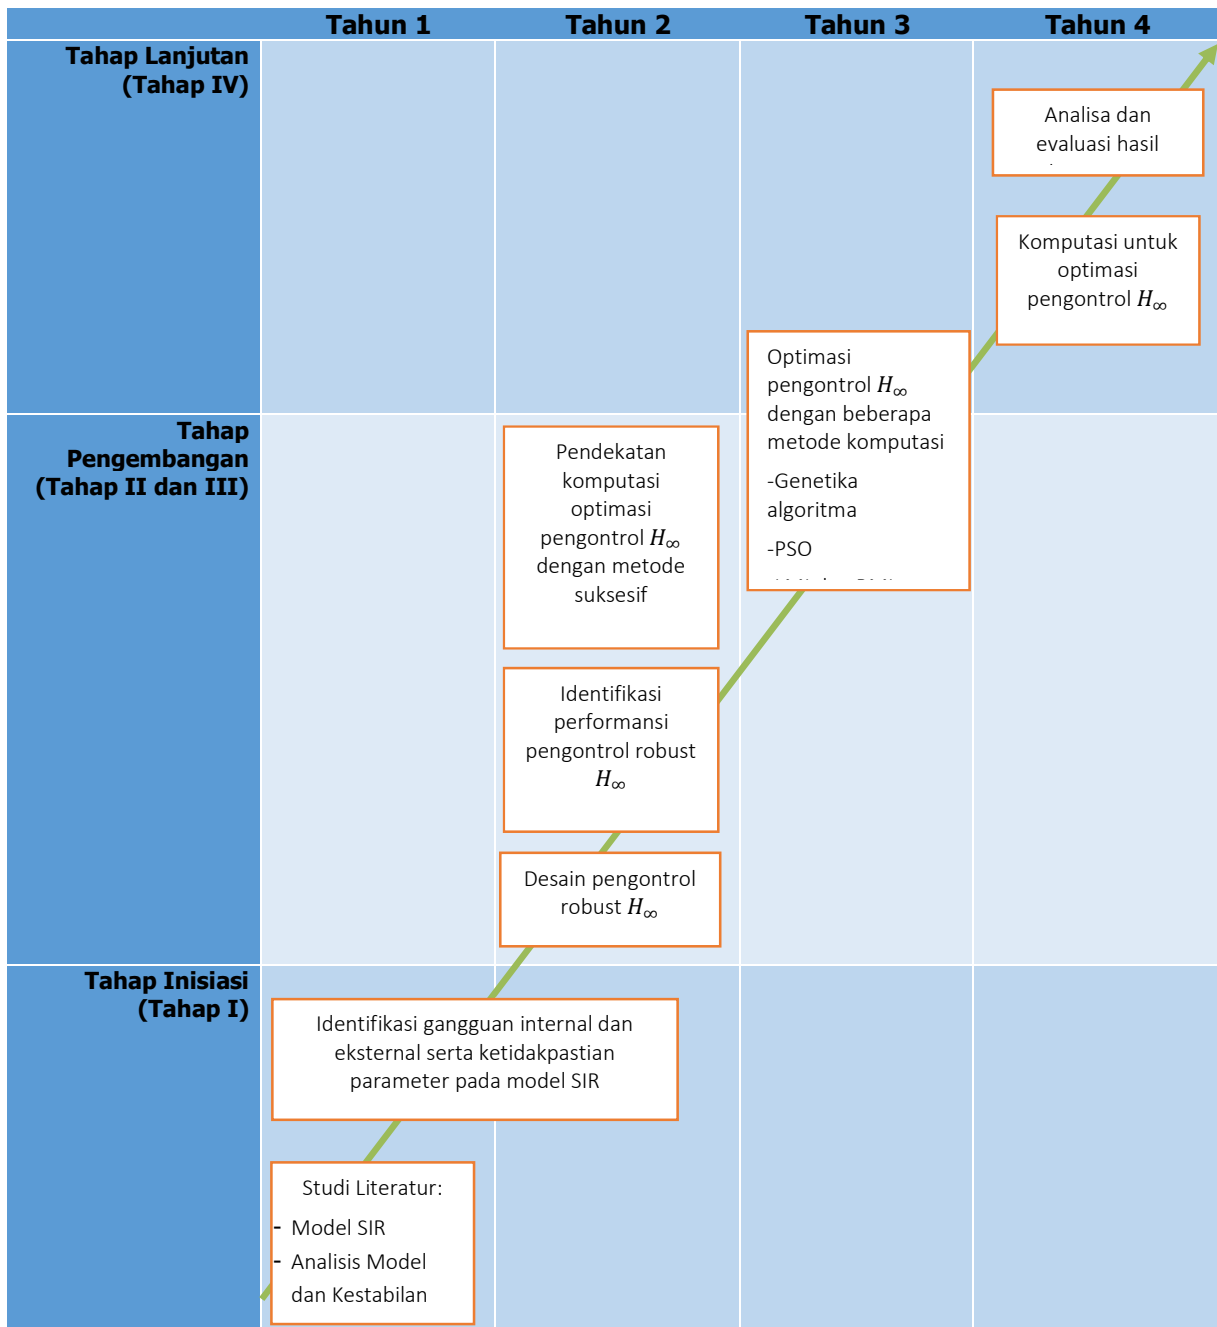 Tahun 1
Tahun 2
Tahun 3
Tahun 4
Tahap Lanjutan
(Tahap IV)
Analisa dan
evaluasi hasil
Komputasi untuk
optimasi
pengontrol H∞
Optimasi
pengontrol H∞
dengan beberapa
metode komputasi
-Genetika
algoritma
-PSO
Tahap
Pengembangan
(Tahap II dan III)
Pendekatan
komputasi
optimasi
pengontrol H∞
dengan metode
suksesif
Identifikasi
performansi
pengontrol robust
H∞
Desain pengontrol
robust H∞
Tahap Inisiasi
(Tahap I)
Identifikasi gangguan internal dan
eksternal serta ketidakpastian
parameter pada model SIR
Studi Literatur:
- Model SIR
- Analisis Model
dan Kestabilan